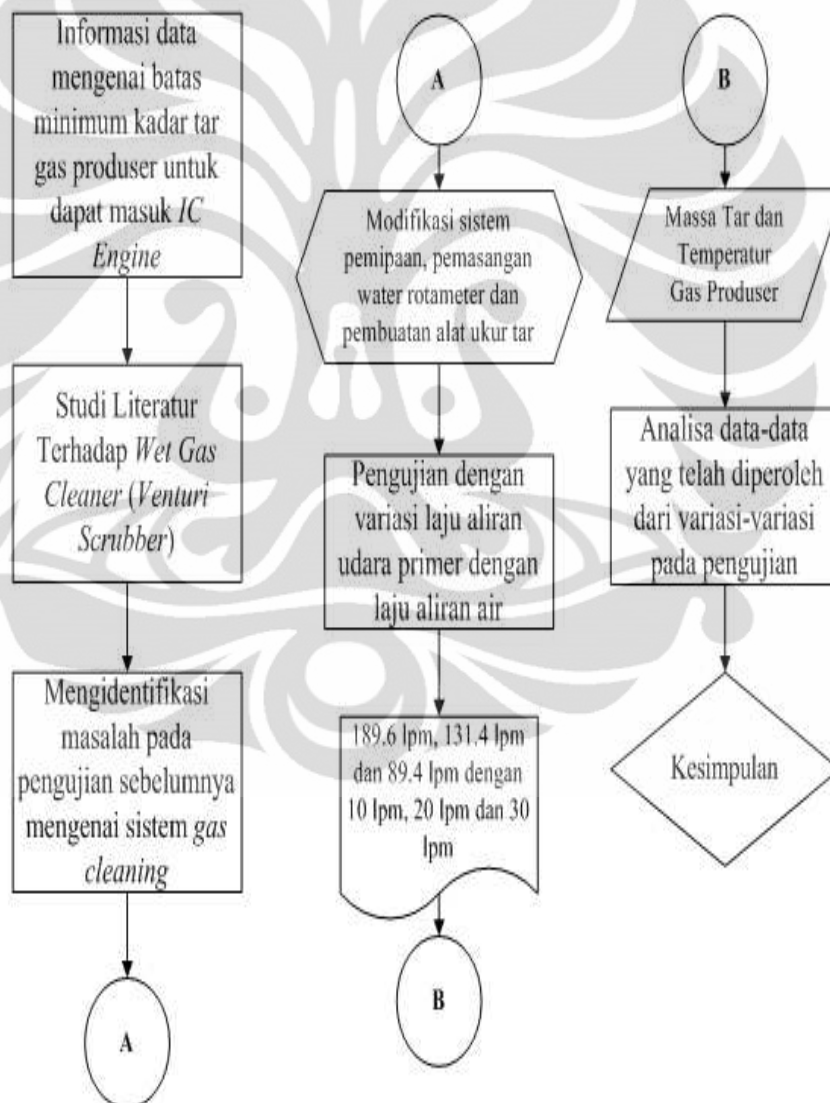 Informasi data
mengenai batas
minimum kadar tar
gas produser untuk
dapat masuk IC
Engine
Studi Literatur
Terhadap Wet Gas
Cleaner (Venturi
Scrubber)
Mengidentifikasi
masalah pada
pengujian sebelumnya
mengenai sistem gas
cleaning
A
A
Modifikasi sistem
pemipaan, pemasangan
water rotameter dan
pembuatan alat ukur tar
Pengujian dengan
variasi laju aliran
udara primer dengan
laju aliran air
189.6 lpm, 131.4 lpm
dan 89.4 lpm dengan
10 lpm, 20 lpm dan 30
lpm
B
B
Massa Tar dan
Temperatur
Gas Produser
Analisa data-data
yang telah diperoleh
dari variasi-variasi
pada pengujian
Kesimpulan